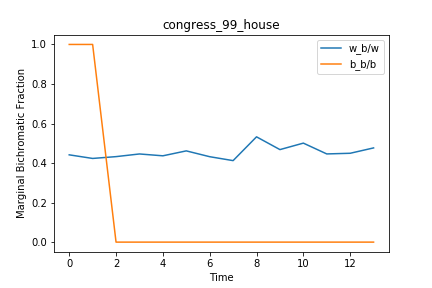 congress_99_house
w_b/w
b_b/b
Marginal Bichromatic Fraction
1.0
0.8
0.6
0.4
0.2
0.0
0 2 4 6 8 10 12
Time